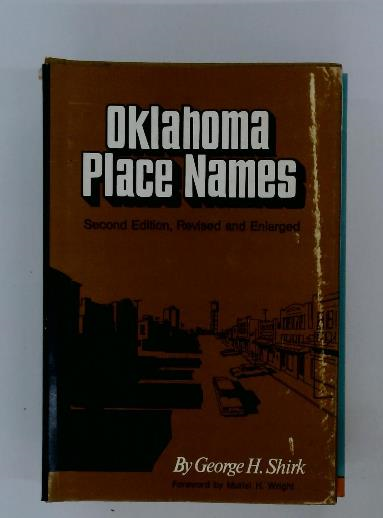 Oklahoma
Place Names
Second Edition, Revised and Enlarged
By George H. Shirk
Foreword by Muriel H. Wright